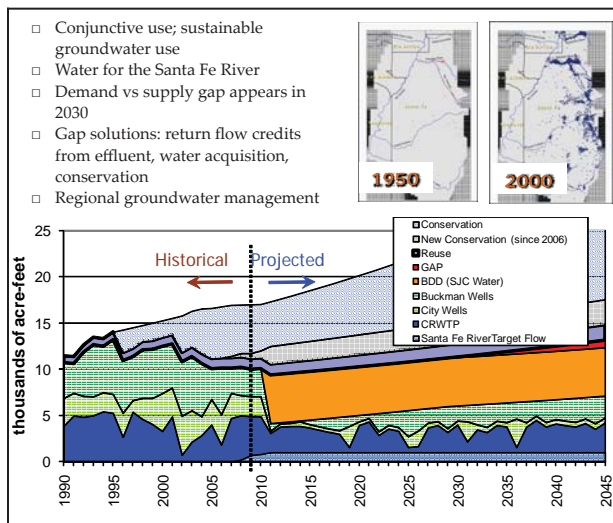 □ Conjunctive use; sustainable
groundwater use
□ Water for the Santa Fe River
□ Demand vs supply gap appears in
2030
□ Gap solutions: return flow credits
from effluent, water acquisition,
conservation
□ Regional groundwater management
1950
2000
thousands of acre-feet
25
20
15
10
5
0
Historical
Projected
Conservation
New Conservation (since 2006)
Reuse
GAP
BDD (SJC Water)
Buckman Wells
City Wells
CRWTP
Santa Fe RiverTarget Flow
1990
1995
2000
2005
2010
2015
2020
2025
2030
2035
2040
2045